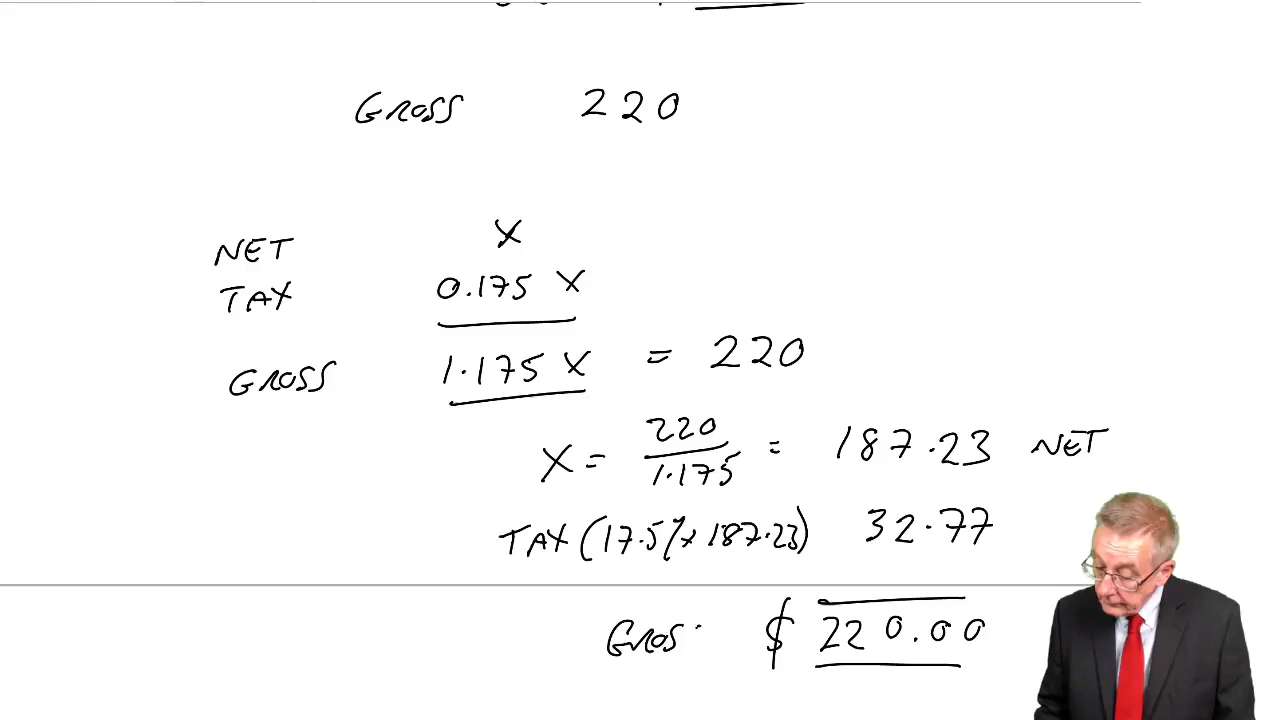 GROSS 220
NET X
TAX 0.175 X
GROSS 1.175 X = 220
X = 220/1.175 = 187.23 NET
TAX (17.5% × 187.23) 32.77
GROS $ 220.00